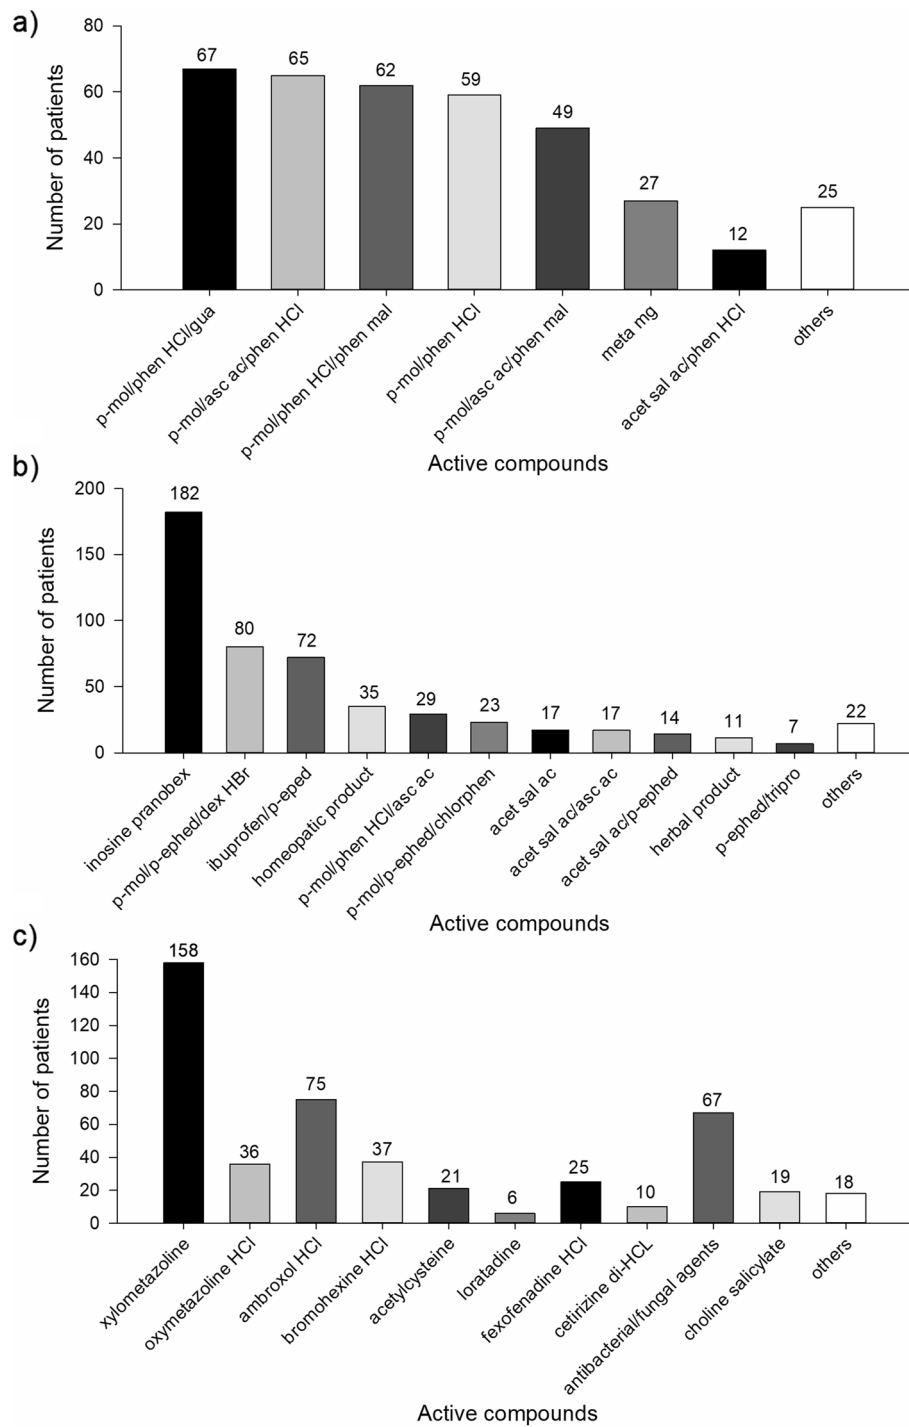 a)
Number of patients
80
60
40
20
0
67
65
62
59
49
27
12
25
p-mol/phen HCl/gua
p-mol/asc ac/phen HCl
p-mol/phen HCl/phen mal
p-mol/phen HCl
p-mol/asc ac/phen mal
meta mg
acet sal ac/phen HCl
others
Active compounds
b)
Number of patients
200
150
100
50
0
182
80
72
35
29
23
17
17
14
11
7
22
inosine pranobex
p-mol/p-ephed/dex HBr
ibuprofen/p-eped
homeopatic product
p-mol/phen HCl/asc ac
p-mol/p-ephed/chlorphen
acet sal ac
acet sal ac/asc ac
acet sal ac/p-ephed
herbal product
p-ephed/tripro
others
Active compounds
c)
Number of patients
160
140
120
100
80
60
40
20
0
158
36
75
37
21
6
25
10
67
19
18
xylometazoline
oxymetazoline HCl
ambroxol HCl
bromohexine HCl
acetylcysteine
loratadine
fexofenadine HCl
cetirizine di-HCL
antibacterial/fungal agents
choline salicylate
others
Active compounds